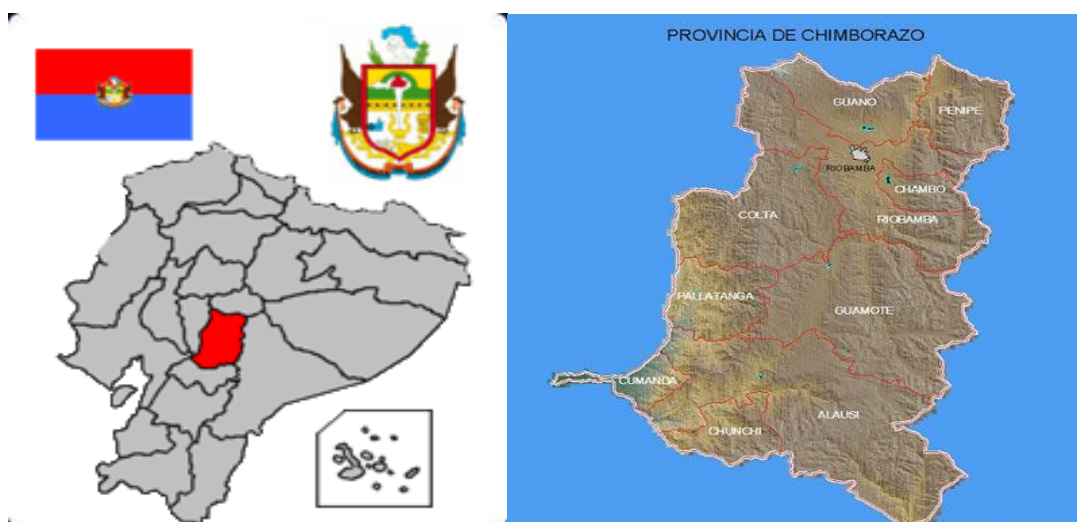 PROVINCIA DE CHIMBORAZO
GUANO
PENIPE
RIOBAMBA
CHAMBO
COLTA
RIOBAMBA
PALLATANGA
GUAMOTE
CUMANDA
ALAUSI
CHUNCHI